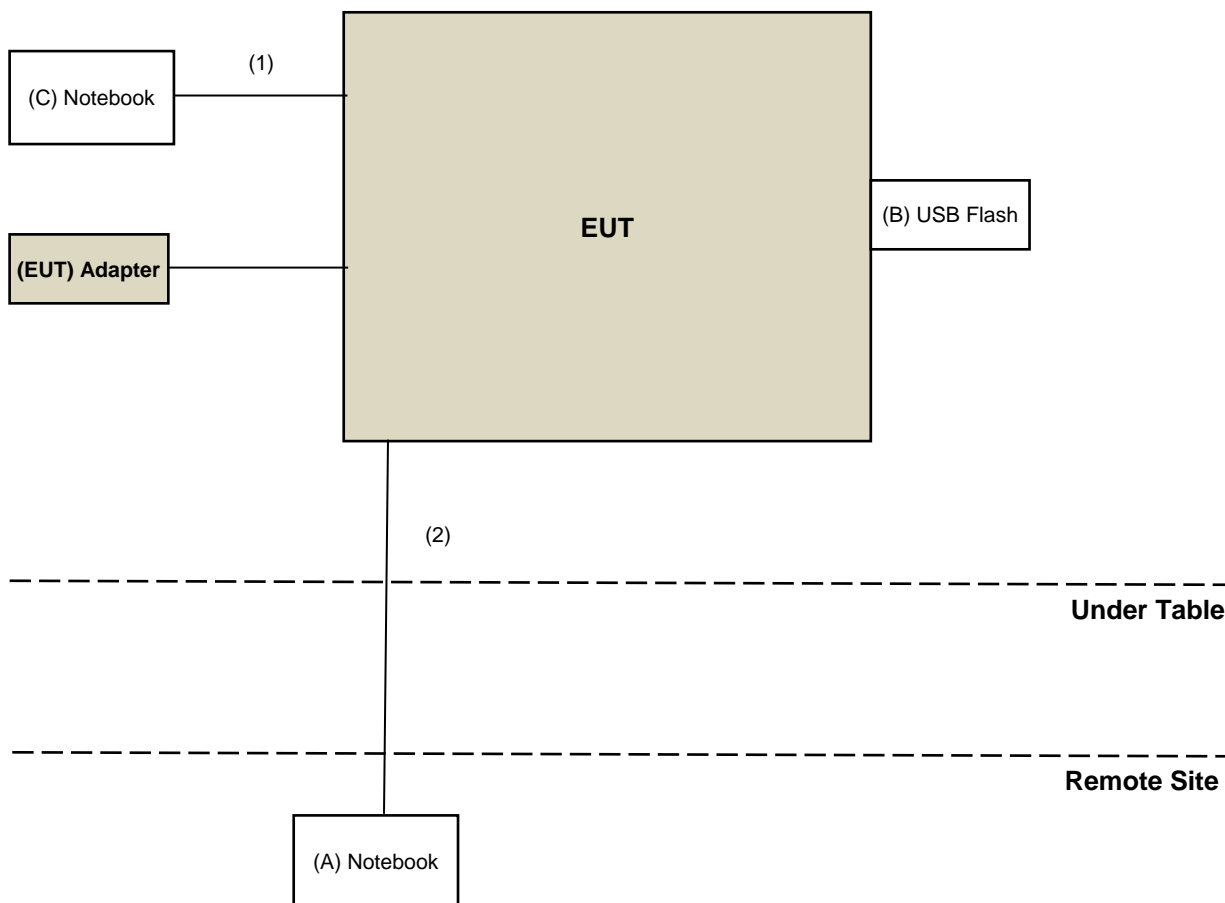 (1)
(C) Notebook
EUT
(B) USB Flash
(EUT) Adapter
(2)
Under Table
Remote Site
(A) Notebook